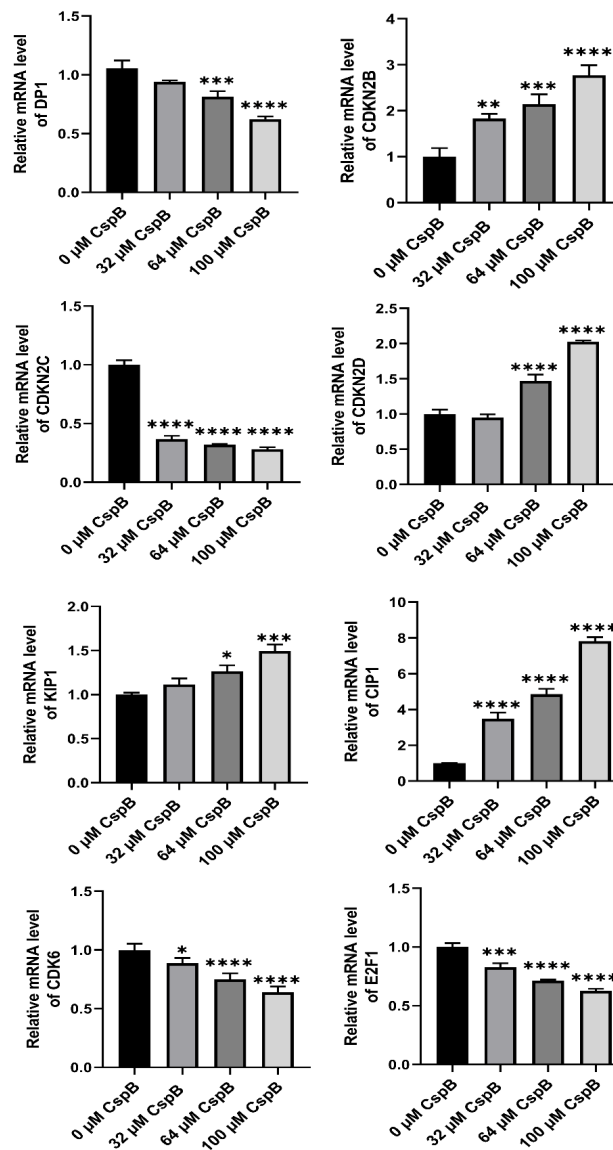 Relative mRNA level
of DP1
1.5
1.0
0.5
0.0
***
****
0 µM CspB
32 µM CspB
64 µM CspB
100 µM CspB
Relative mRNA level
of CDKN2B
4
3
2
1
0
**
***
****
0 µM CspB
32 µM CspB
64 µM CspB
100 µM CspB
Relative mRNA level
of CDKN2C
1.5
1.0
0.5
0.0
****
****
****
0 µM CspB
32 µM CspB
64 µM CspB
100 µM CspB
Relative mRNA level
of CDKN2D
2.5
2.0
1.5
1.0
0.5
0.0
****
****
0 µM CspB
32 µM CspB
64 µM CspB
100 µM CspB
Relative mRNA level
of KIP1
2.0
1.5
1.0
0.5
0.0
*
***
0 µM CspB
32 µM CspB
64 µM CspB
100 µM CspB
Relative mRNA level
of CIP1
10
8
6
4
2
0
****
****
****
0 µM CspB
32 µM CspB
64 µM CspB
100 µM CspB
Relative mRNA level
of CDK6
1.5
1.0
0.5
0.0
*
****
****
0 µM CspB
32 µM CspB
64 µM CspB
100 µM CspB
Relative mRNA level
of E2F1
1.5
1.0
0.5
0.0
***
****
****
0 µM CspB
32 µM CspB
64 µM CspB
100 µM CspB